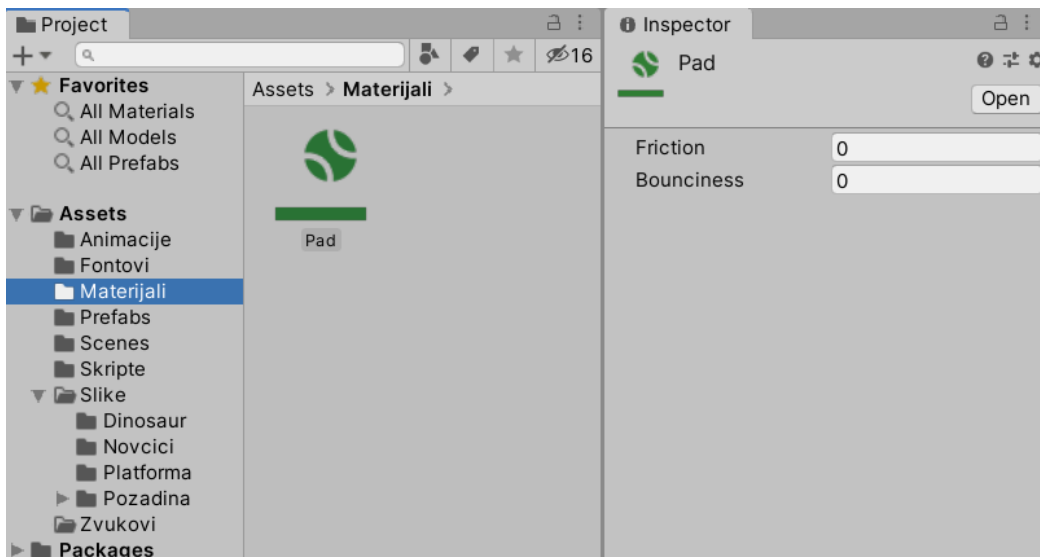 Project
16
Favorites
All Materials
All Models
All Prefabs
Assets
Animacije
Fontovi
Materijali
Prefabs
Scenes
Skripte
Slike
Dinosaur
Novcici
Platforma
Pozadina
Zvukovi
Packages
Assets > Materijali >
Pad
Inspector
Pad
Open
Friction 0
Bounciness 0